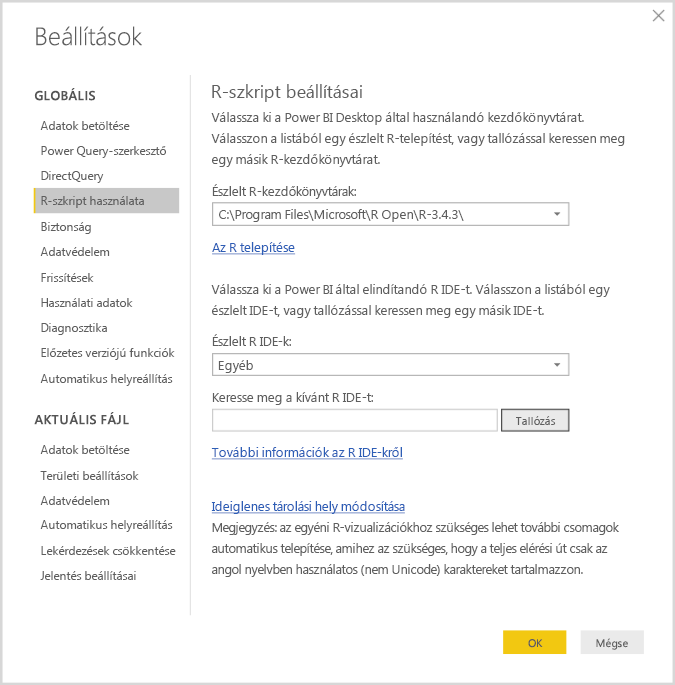 Beállítások
GLOBÁLIS
Adatok betöltése
Power Query-szerkesztő
DirectQuery
R-szkript használata
Biztonság
Adatvédelem
Frissítések
Használati adatok
Diagnosztika
Előzetes verziójú funkciók
Automatikus helyreállítás
AKTUÁLIS FÁJL
Adatok betöltése
Területi beállítások
Adatvédelem
Automatikus helyreállítás
Lekérdezések csökkentése
Jelentés beállításai
R-szkript beállításai
Válassza ki a Power BI Desktop által használandó kezdőkönyvtárat.
Válasszon a listából egy észlelt R-telepítést, vagy tallózással keressen meg
egy másik R-kezdőkönyvtárat.
Észlelt R-kezdőkönyvtárak:
C:\Program Files\Microsoft\R Open\R-3.4.3\
Az R telepítése
Válassza ki a Power BI által elindítandó R IDE-t. Válasszon a listából egy
észlelt IDE-t, vagy tallózással keressen meg egy másik IDE-t.
Észlelt R IDE-k:
Egyéb
Keresse meg a kívánt R IDE-t:
Tallózás
További információk az R IDE-kről
Ideiglenes tárolási hely módosítása
Megjegyzés: az egyéni R-vizualizációkhoz szükséges lehet további csomagok
automatikus telepítése, amihez az szükséges, hogy a teljes elérési út csak az
angol nyelvben használatos (nem Unicode) karaktereket tartalmazzon.
OK
Mégse